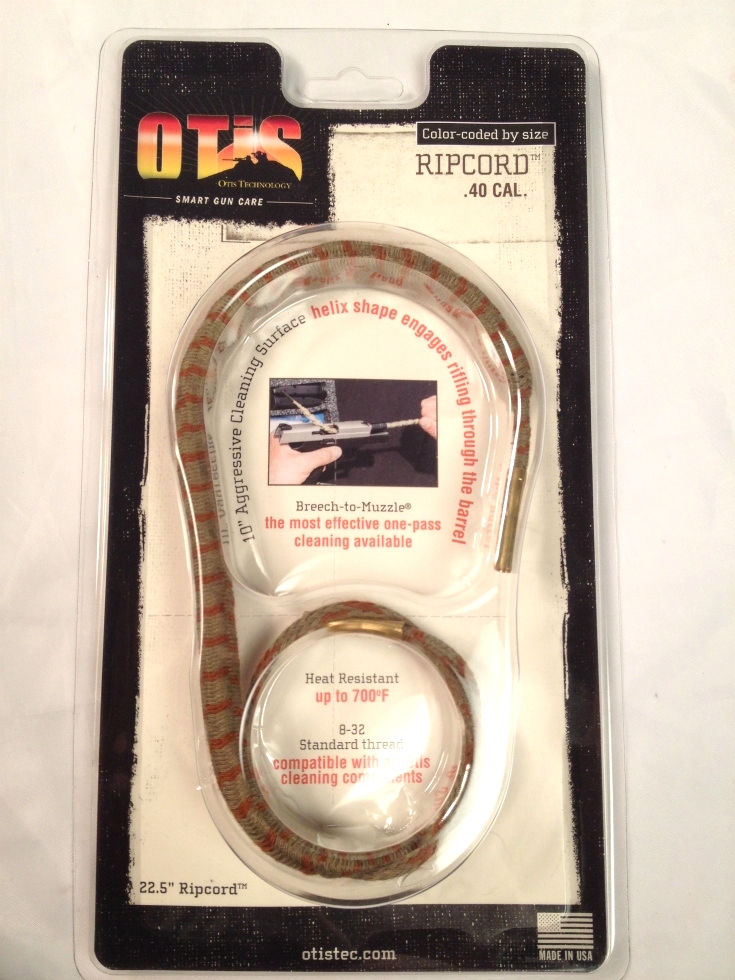 OTIS
OTIS TECHNOLOGY
SMART GUN CARE
Color-coded by size
RIPCORD™
.40 CAL.
10" Aggressive Cleaning Surface helix shape engages rifling through the barrel
Breech-to-Muzzle®
the most effective one-pass
cleaning available
Heat Resistant
up to 700°F
8-32
Standard thread
compatible with
cleaning
22.5" Ripcord™
otistec.com
MADE IN USA